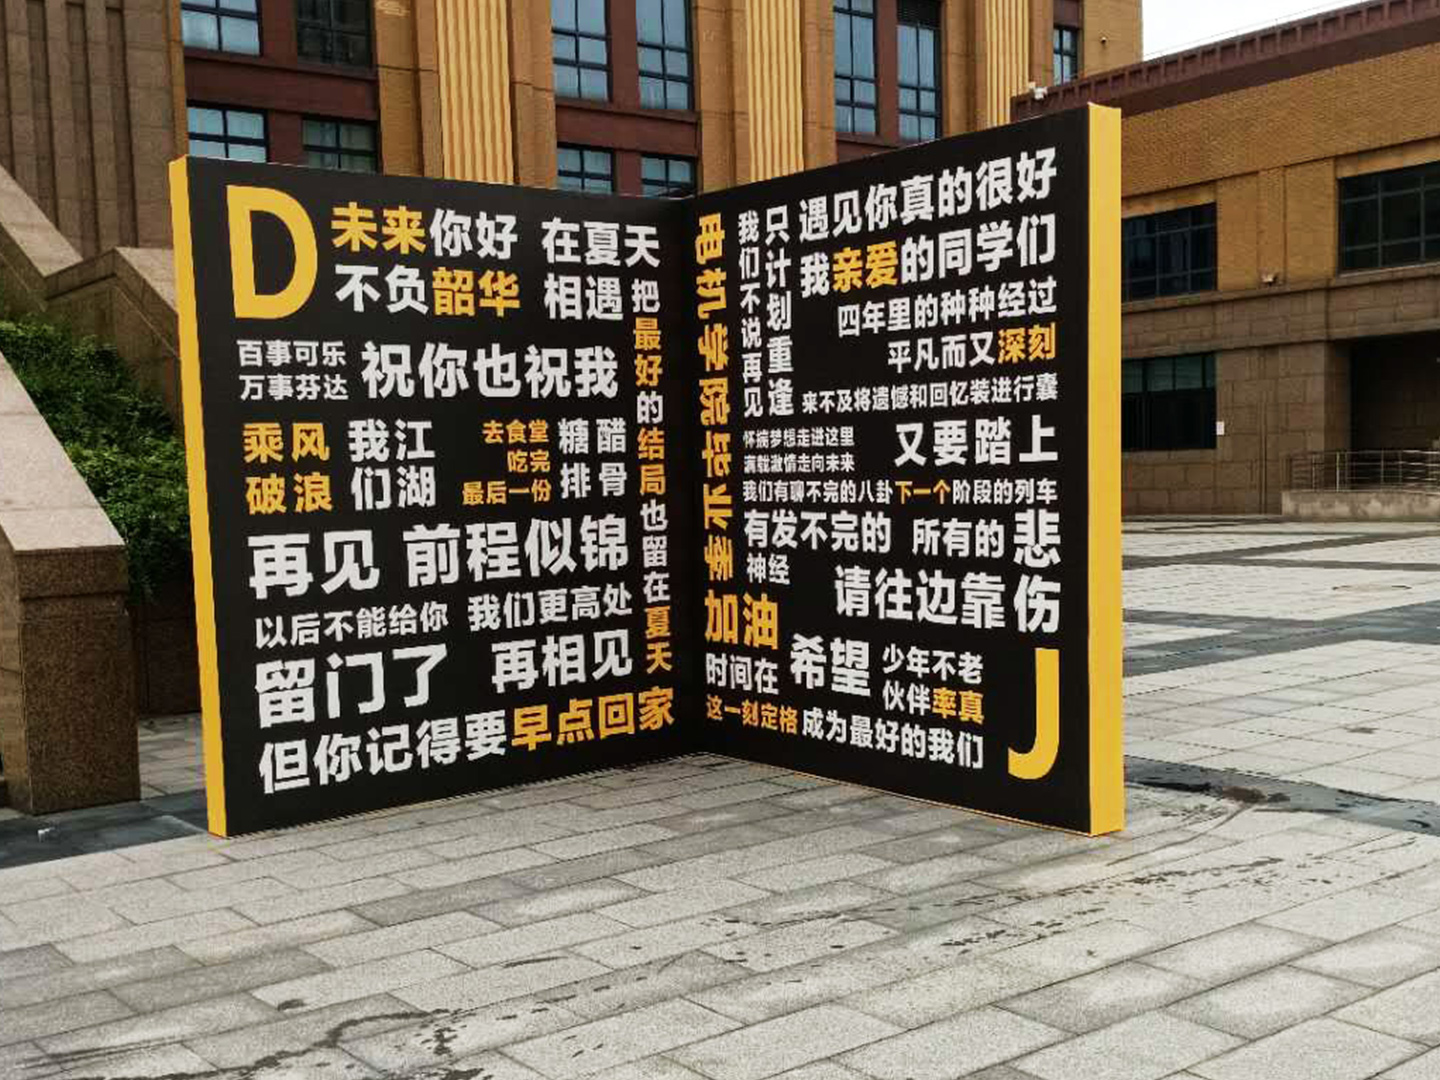 D
未来你好
不负韶华
在夏天
相遇
把最好的结局也留在夏天
百事可乐
万事芬达
祝你也祝我
乘风
破浪
我江
们湖
去食堂
吃完
最后一份
糖醋
排骨
再见
前程似锦
以后不能给你
我们更高处
留门了
再相见
但你记得要早点回家
电机学院毕业季
加油
我们不说再见
只计划重逢
遇见你真的很好
我亲爱的同学们
四年里的种种经过
平凡而又深刻
来不及将遗憾和回忆装进行囊
怀揣梦想走进这里
满载激情走向未来
又要踏上
我们有聊不完的八卦下一个阶段的列车
有发不完的
神经
所有的悲
请往边靠伤
时间在
这一刻定格
希望
少年不老
伙伴率真
成为最好的我们
J